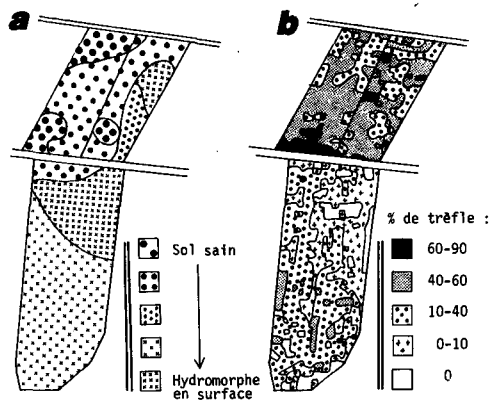 a
b
Sol sain
Hydromorphe
en surface
% de trèfle :
60-90
40-60
10-40
0-10
0